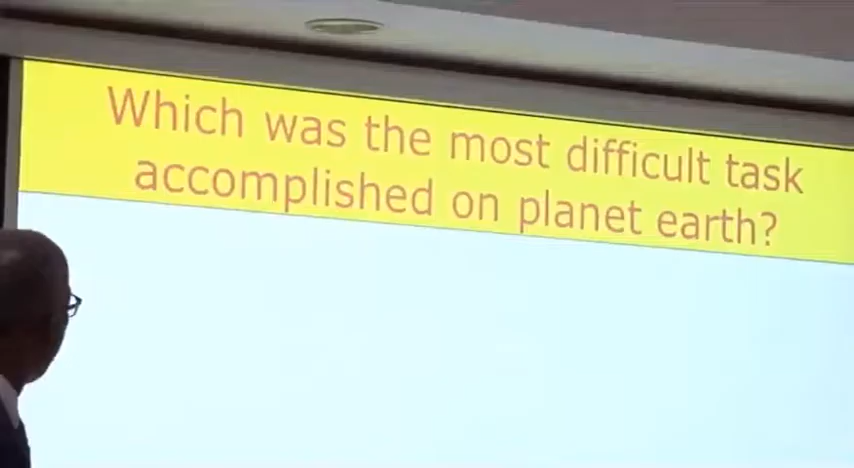 Which was the most difficult task
accomplished on planet earth?